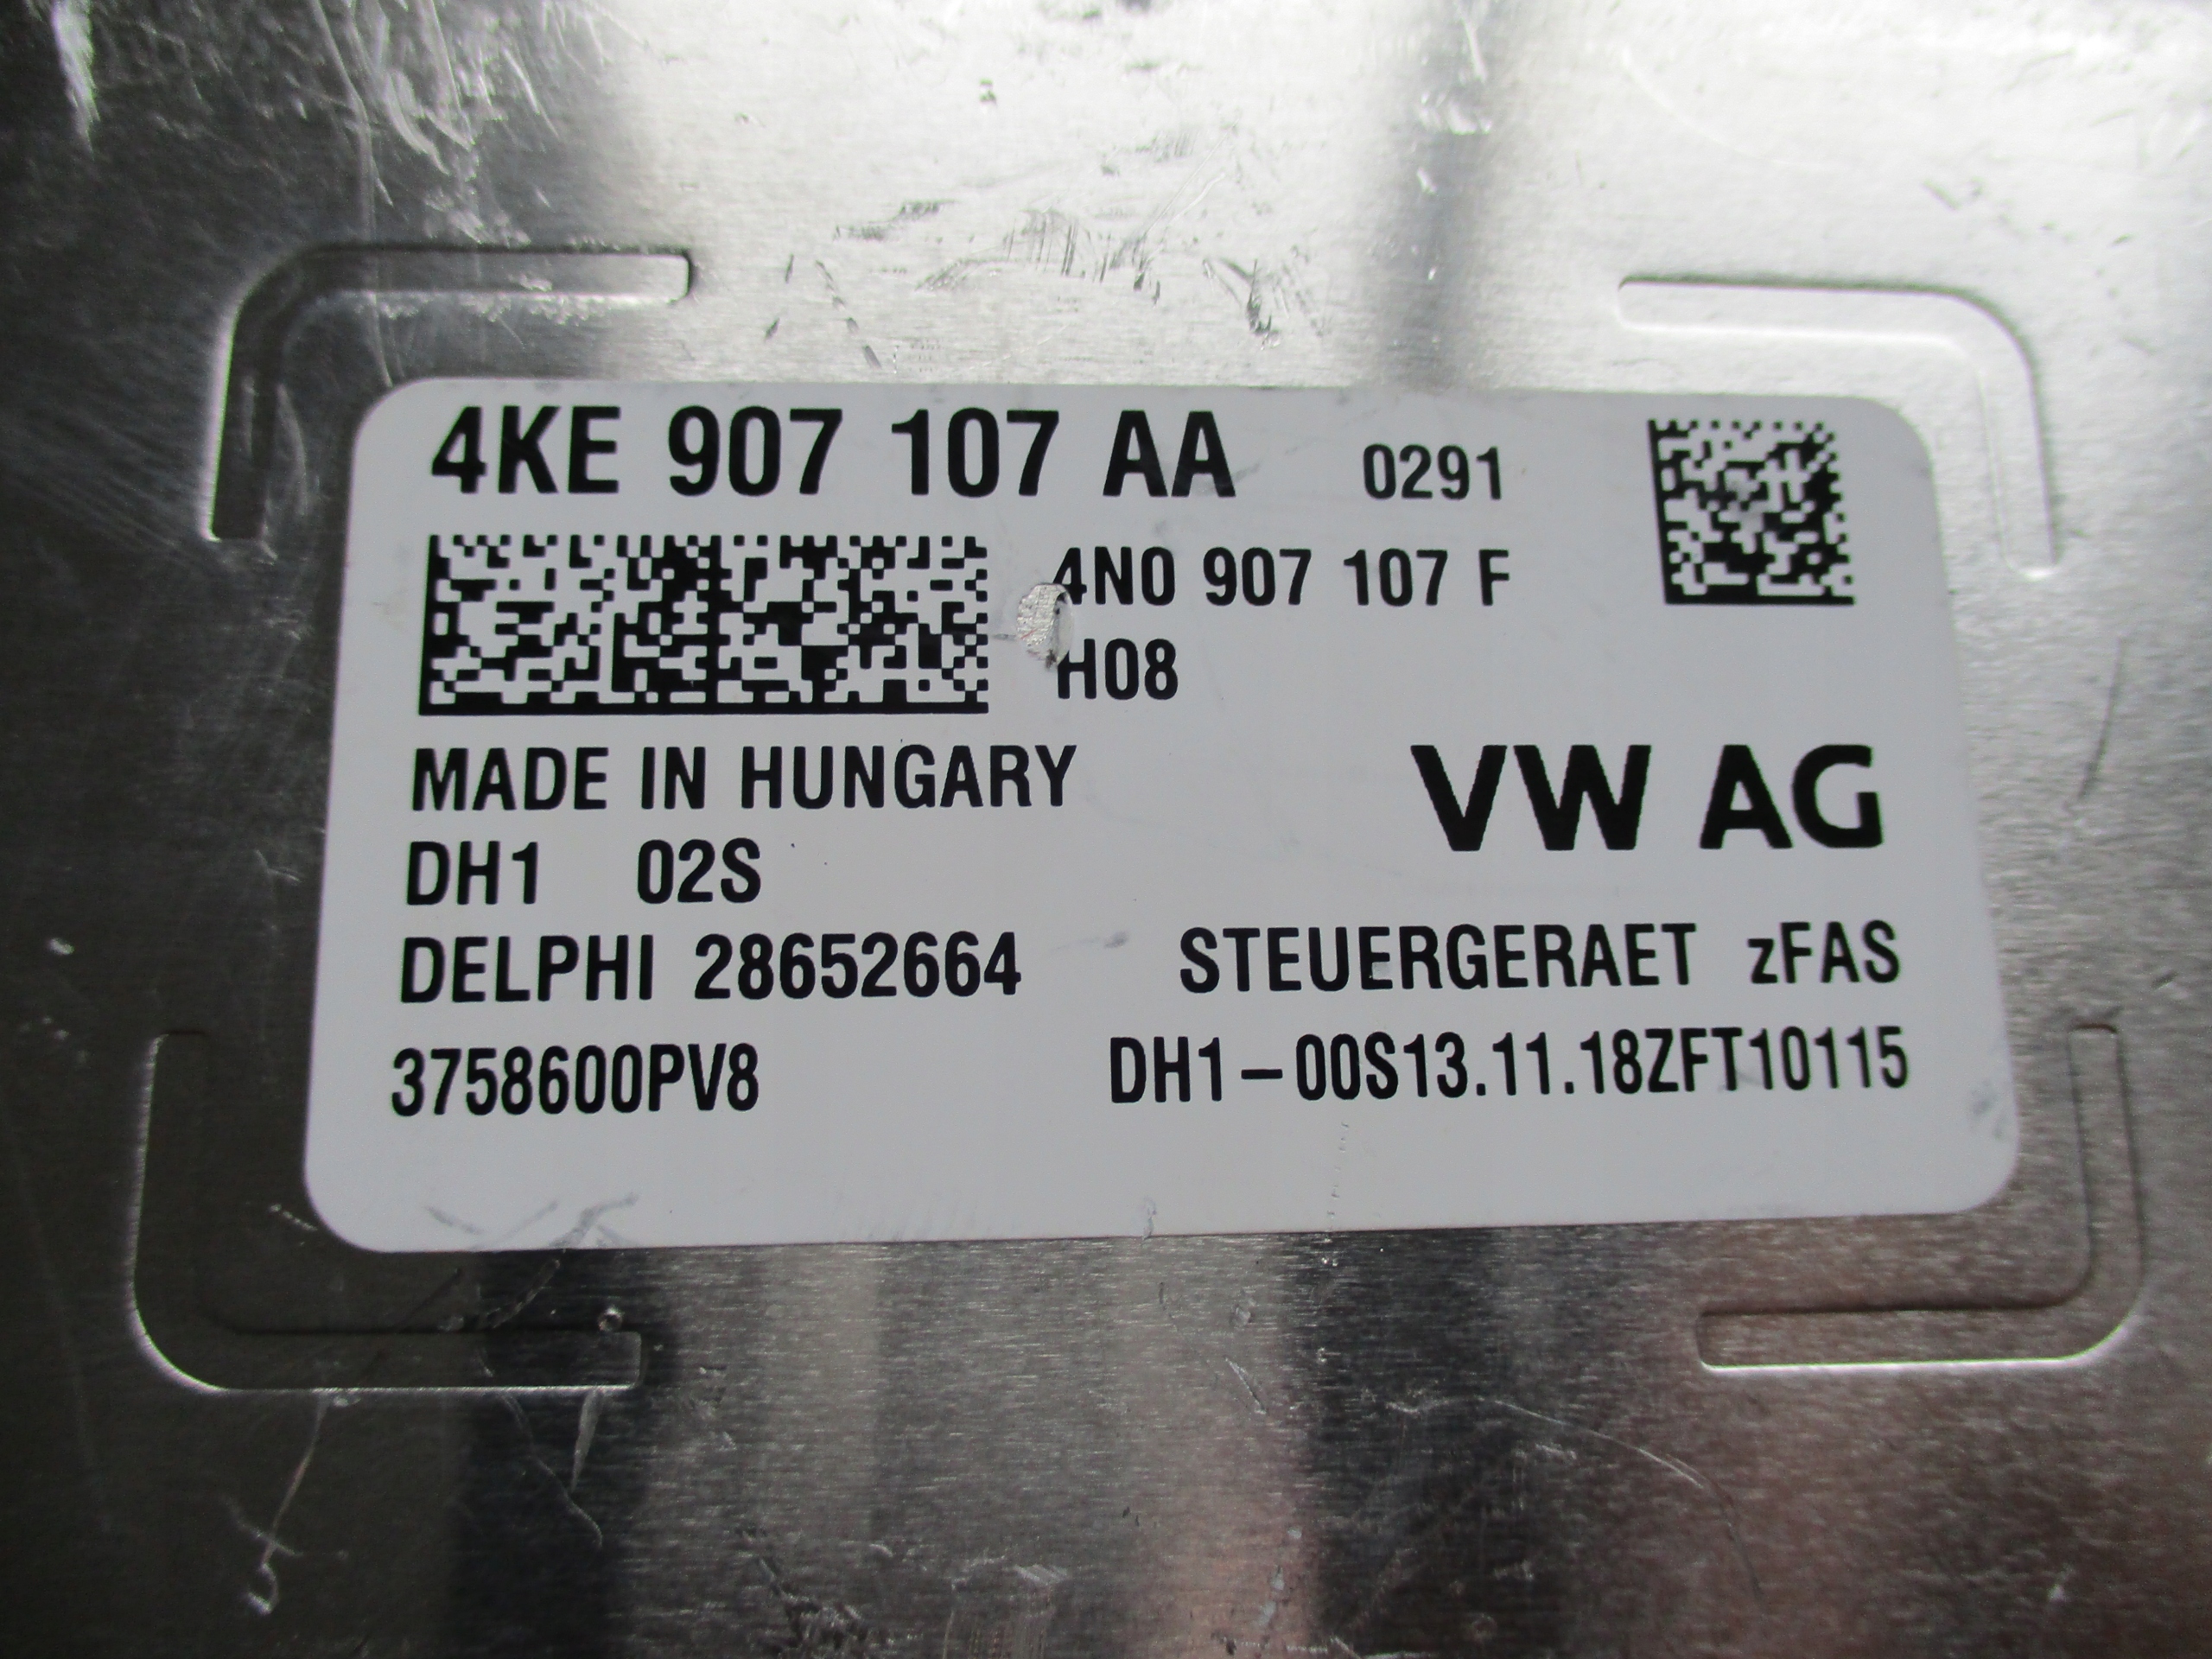 4KE 907 107 AA 0291
4N0 907 107 F
H08
MADE IN HUNGARY
VW AG
DH1 02S
DELPHI 28652664
STEUERGERAET zFAS
3758600PV8
DH1-00S13.11.18ZFT10115